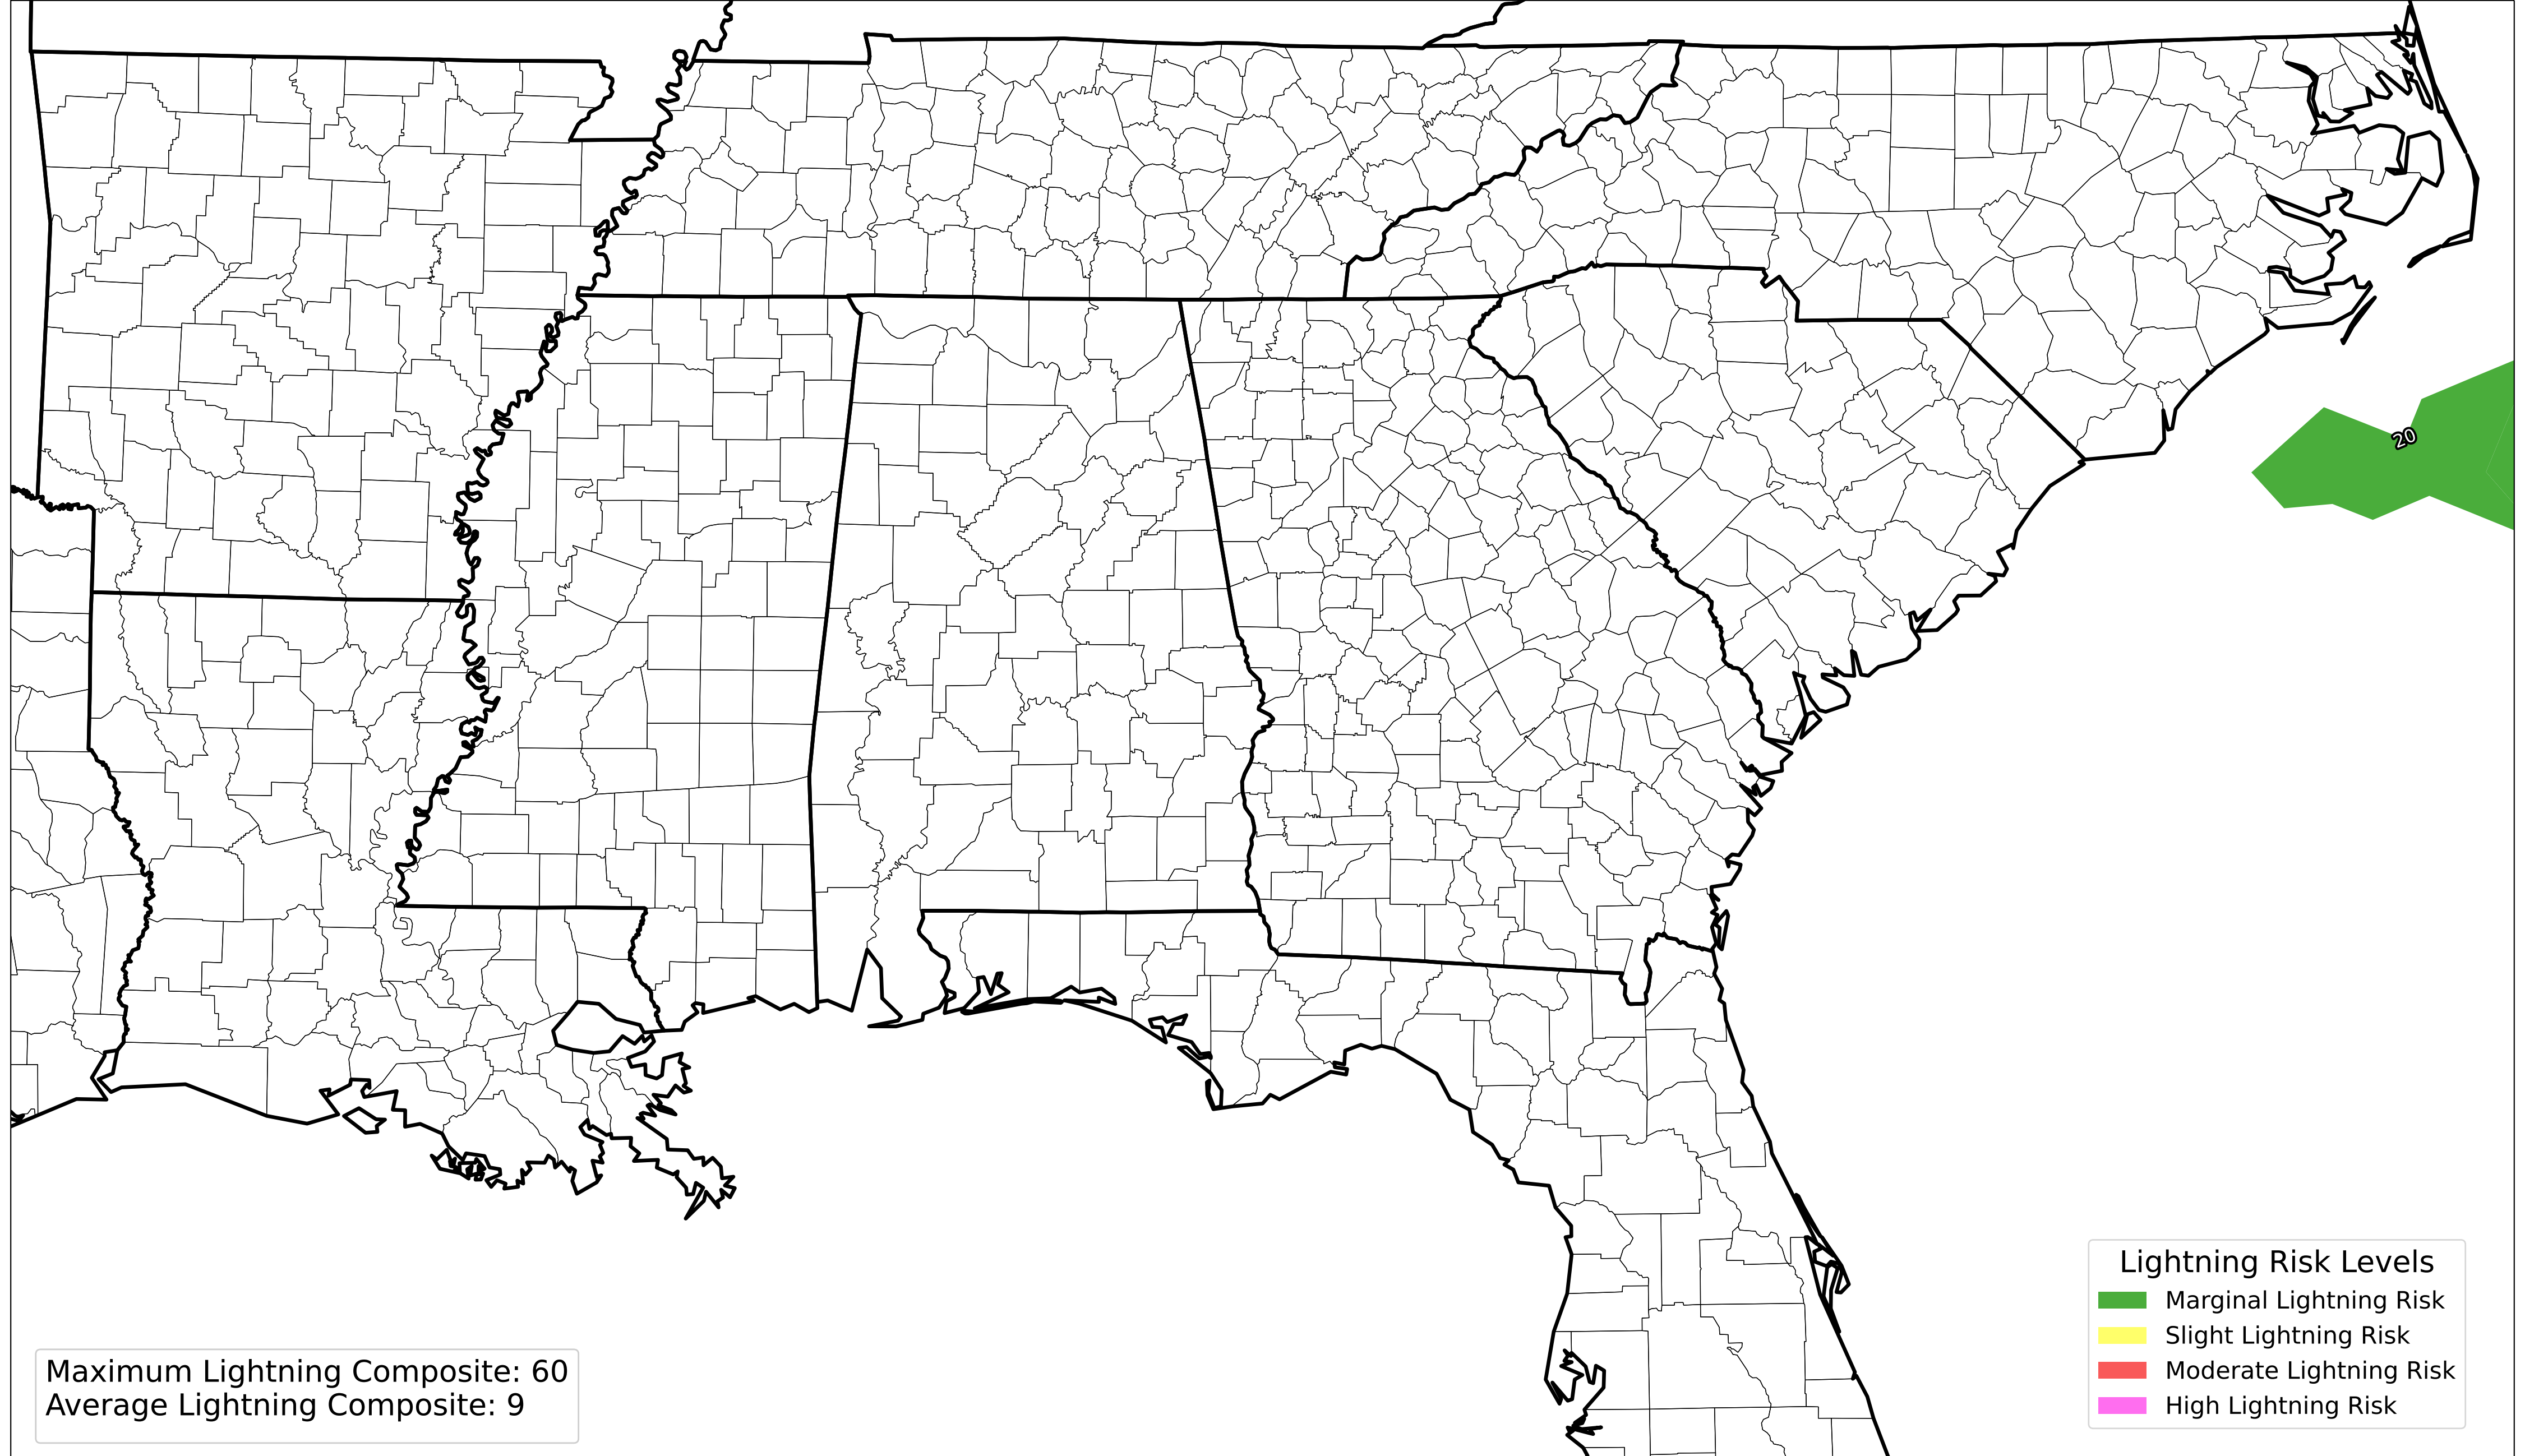 20
Lightning Risk Levels
Marginal Lightning Risk
Slight Lightning Risk
Moderate Lightning Risk
High Lightning Risk
Maximum Lightning Composite: 60
Average Lightning Composite: 9